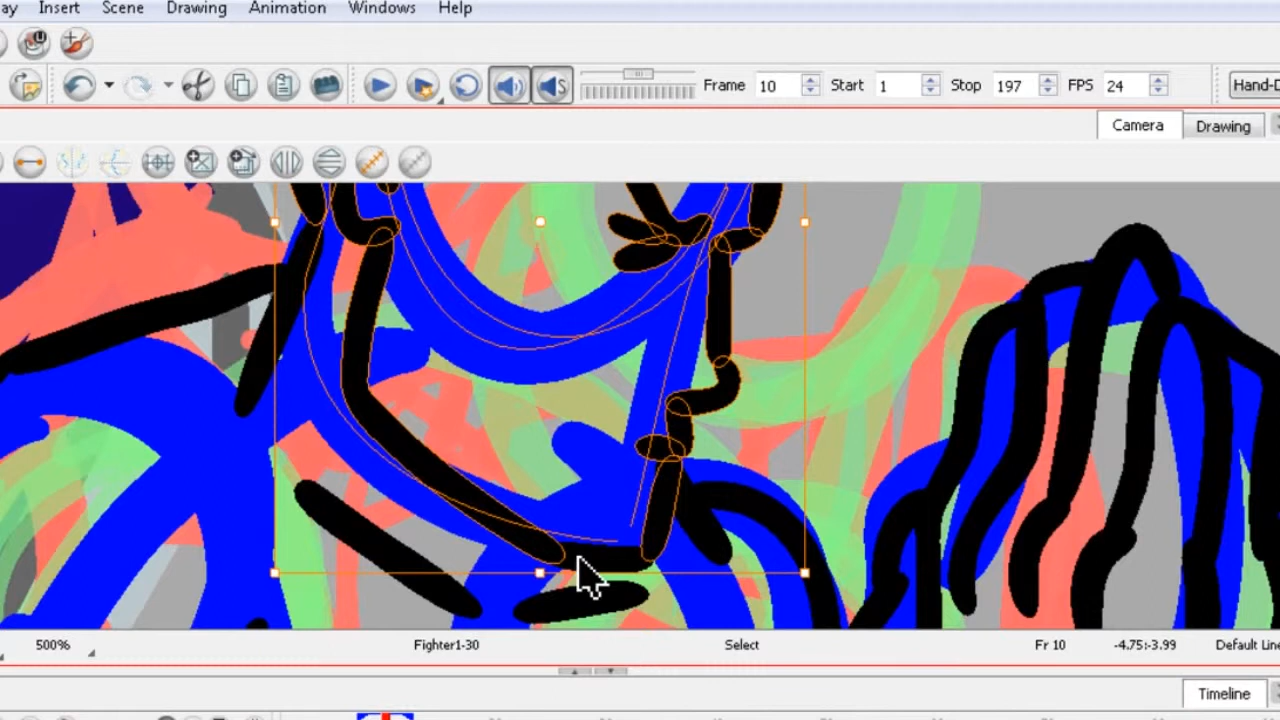 ay Insert Scene Drawing Animation Windows Help
Frame 10 Start 1 Stop 197 FPS 24 Hand-D
Camera Drawing
500% Fighter1-30 Select Fr 10 -4.75:-3.99 Default Line
Timeline